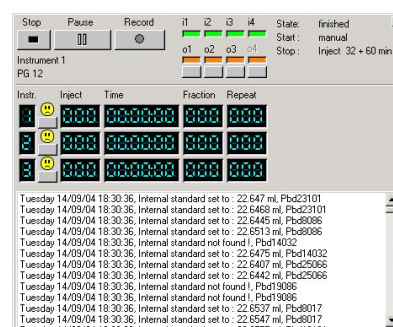 Stop Pause Record i1 i2 i3 i4 State: finished
Start: manual
o1 o2 o3 o4 Stop: Inject 32 + 60 min
Instrument 1
PG 12
Instr. Inject Time Fraction Repeat
1 000
2 000
3 000
Tuesday 14/09/04 18:30:36, Internal standard set to : 22.647 ml, Pbd23101
Tuesday 14/09/04 18:30:36, Internal standard set to : 22.6468 ml, Pbd23101
Tuesday 14/09/04 18:30:36, Internal standard set to : 22.6445 ml, Pbd8086
Tuesday 14/09/04 18:30:36, Internal standard set to : 22.6513 ml, Pbd8086
Tuesday 14/09/04 18:30:36, Internal standard not found !, Pbd14032
Tuesday 14/09/04 18:30:36, Internal standard set to : 22.6475 ml, Pbd14032
Tuesday 14/09/04 18:30:36, Internal standard set to : 22.6407 ml, Pbd25066
Tuesday 14/09/04 18:30:36, Internal standard set to : 22.6442 ml, Pbd25066
Tuesday 14/09/04 18:30:36, Internal standard not found !, Pbd19086
Tuesday 14/09/04 18:30:36, Internal standard not found !, Pbd19086
Tuesday 14/09/04 18:30:36, Internal standard set to : 22.6537 ml, Pbd8017
Tuesday 14/09/04 18:30:36, Internal standard set to : 22.6547 ml, Pbd8017